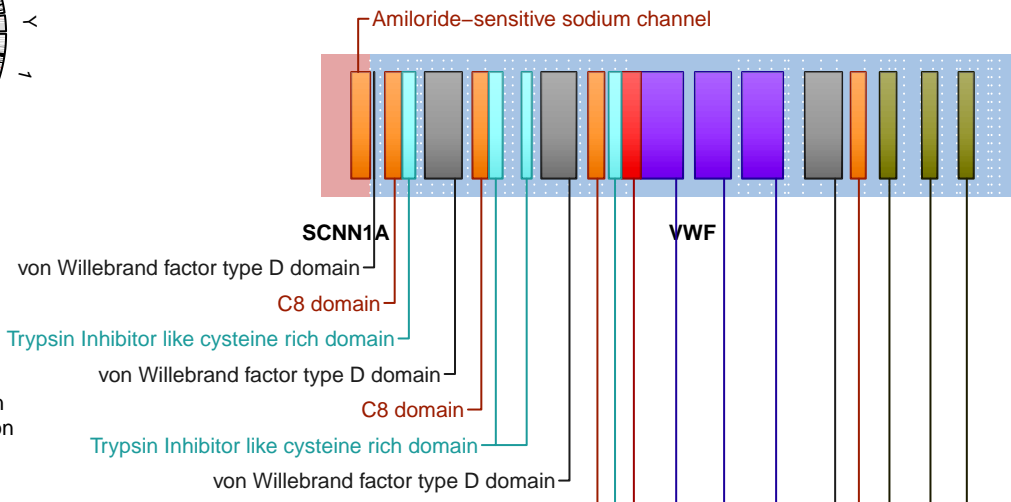 Y
1
Amiloride−sensitive sodium channel
SCNN1A
VWF
von Willebrand factor type D domain
C8 domain
Trypsin Inhibitor like cysteine rich domain
von Willebrand factor type D domain
C8 domain
Trypsin Inhibitor like cysteine rich domain
von Willebrand factor type D domain